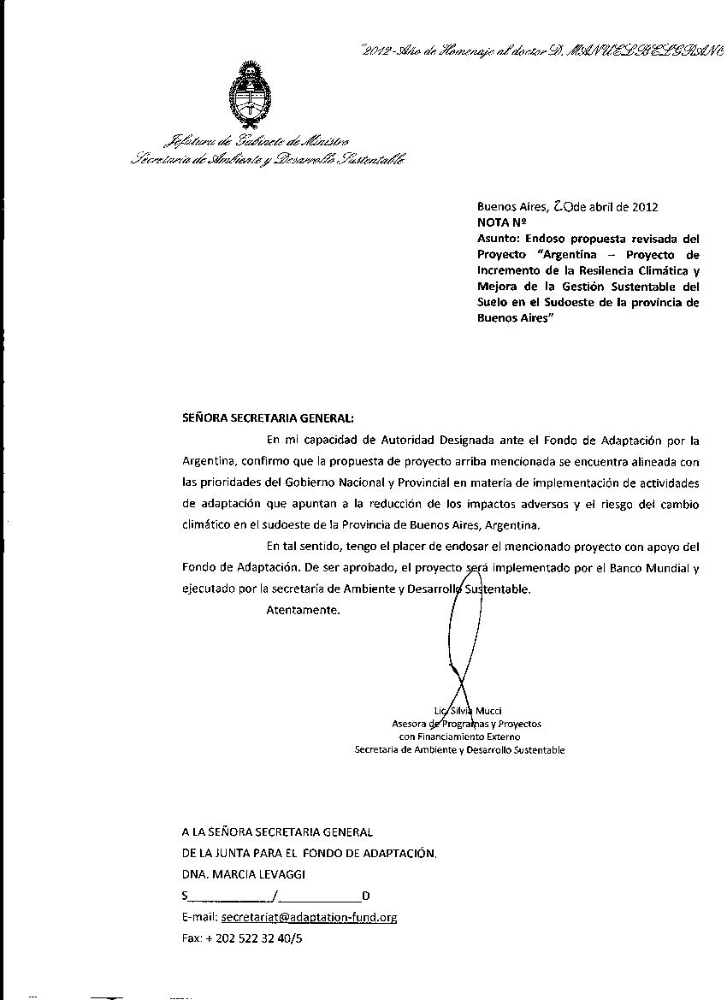 "2012 - Año de Homenaje al doctor D. MANUEL BELGRANO
Jefatura de Gabinete de Ministro
Secretaria de Ambiente y Desarrollo Sustentable
Buenos Aires, 20de abril de 2012
NOTA Nº
Asunto: Endoso propuesta revisada del
Proyecto "Argentina – Proyecto de
Incremento de la Resilencia Climática y
Mejora de la Gestión Sustentable del
Suelo en el Sudoeste de la provincia de
Buenos Aires"
SEÑORA SECRETARIA GENERAL:
En mi capacidad de Autoridad Designada ante el Fondo de Adaptación por la
Argentina, confirmo que la propuesta de proyecto arriba mencionada se encuentra alineada con
las prioridades del Gobierno Nacional y Provincial en materia de implementación de actividades
de adaptación que apuntan a la reducción de los impactos adversos y el riesgo del cambio
climático en el sudoeste de la Provincia de Buenos Aires, Argentina.
En tal sentido, tengo el placer de endosar el mencionado proyecto con apoyo del
Fondo de Adaptación. De ser aprobado, el proyecto será implementado por el Banco Mundial y
ejecutado por la secretaría de Ambiente y Desarrollo Sustentable.
Atentamente.
Lic Silvia Mucci
Asesora de Programas y Proyectos
con Financiamiento Externo
Secretaria de Ambiente y Desarrollo Sustentable
A LA SEÑORA SECRETARIA GENERAL
DE LA JUNTA PARA EL FONDO DE ADAPTACIÓN.
DNA. MARCIA LEVAGGI
S____________/____________D
E-mail: secretariat@adaptation-fund.org
Fax: + 202 522 32 40/5